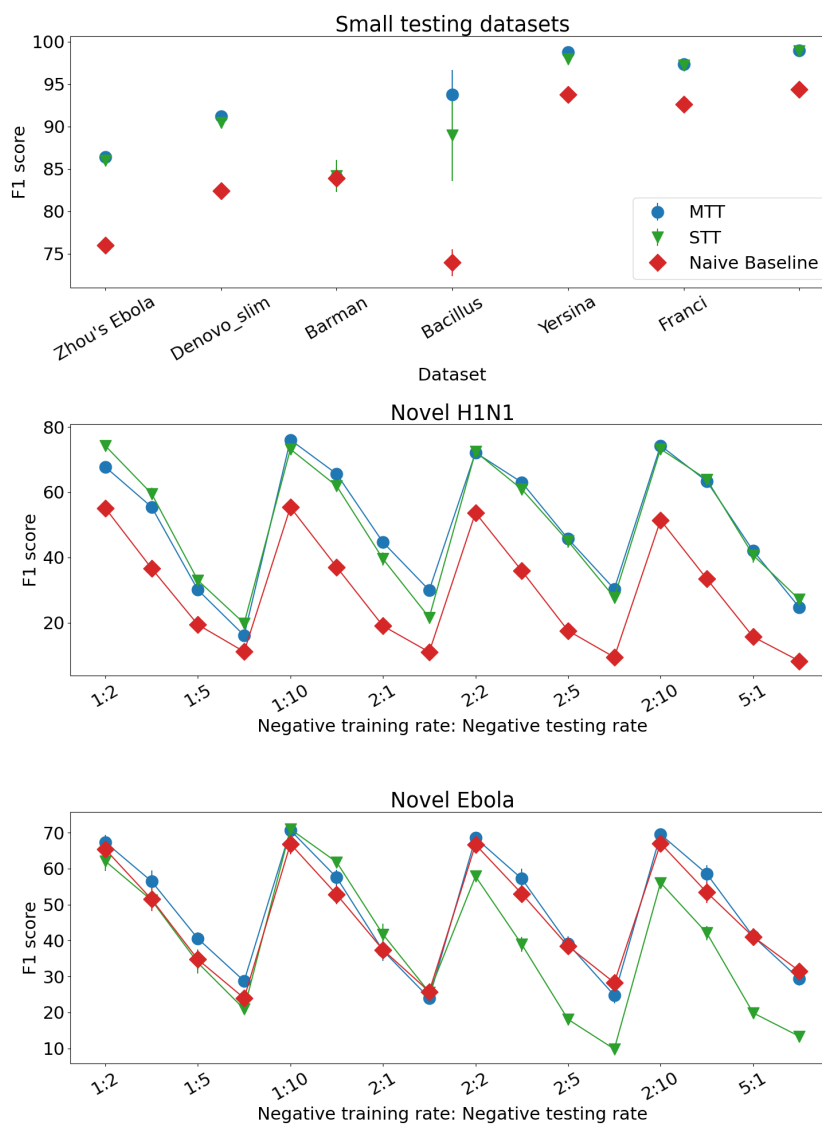 Small testing datasets
100
95
90
85
80
75
F1 score
MTT
STT
Naive Baseline
Zhou's Ebola
Denovo_slim
Barman
Bacillus
Yersina
Franci
Dataset
Novel H1N1
80
60
40
20
F1 score
1:2
1:5
1:10
2:1
2:2
2:5
2:10
5:1
Negative training rate: Negative testing rate
Novel Ebola
70
60
50
40
30
20
10
F1 score
1:2
1:5
1:10
2:1
2:2
2:5
2:10
5:1
Negative training rate: Negative testing rate